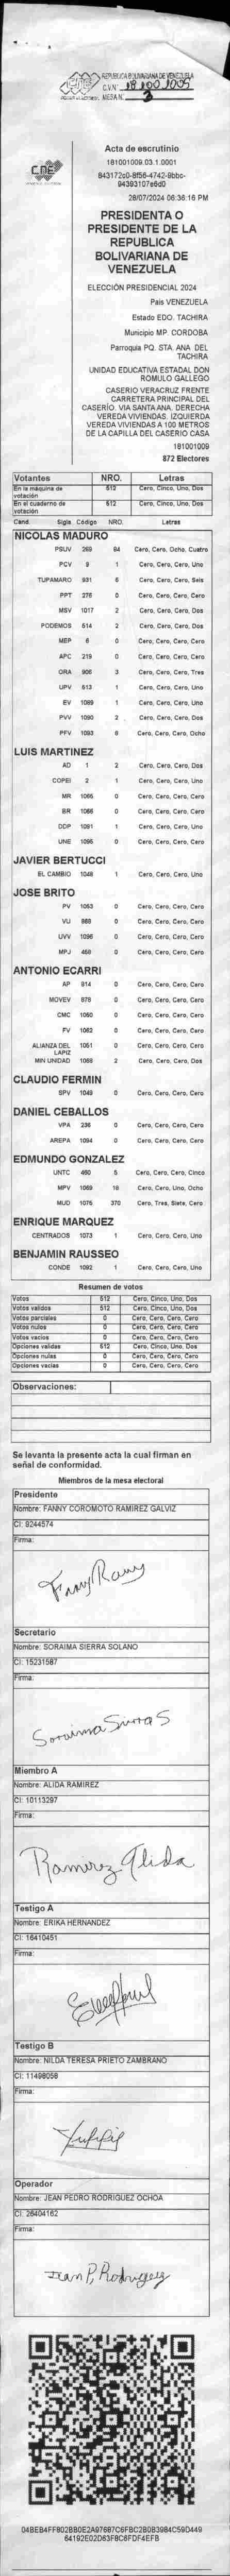 REPUBLICA BOLIVARIANA DE VENEZUELA
C.V.N°: 18 100 1009
MESA N°: 3
CNE
Acta de escrutinio
181001009.03.1.0001
28/07/2024 06:36:16 PM
PRESIDENTA O
PRESIDENTE DE LA
REPUBLICA
BOLIVARIANA DE
VENEZUELA
ELECCIÓN PRESIDENCIAL 2024
Pais VENEZUELA
Estado EDO. TACHIRA
Municipio MP. CORDOBA
Parroquia PQ. STA. ANA DEL
TACHIRA
UNIDAD EDUCATIVA ESTADAL DON
ROMULO GALLEGO
CASERIO VERACRUZ FRENTE
CARRETERA PRINCIPAL DEL
CASERÍO. VIA SANTA ANA. DERECHA
VEREDA VIVIENDAS. IZQUIERDA
VEREDA VIVIENDAS A 100 METROS
DE LA CAPILLA DEL CASERIO CASA
181001009
872 Electores
Votantes NRO. Letras
En la máquina de votación 512 Cero, Cinco, Uno, Dos
En el cuaderno de votación 512 Cero, Cinco, Uno, Dos
Cand. Sigla Código NRO. Letras
NICOLAS MADURO
PSUV 269 84 Cero, Cero, Ocho, Cuatro
PCV 9 1 Cero, Cero, Cero, Uno
TUPAMARO 931 6 Cero, Cero, Cero, Seis
PPT 276 0 Cero, Cero, Cero, Cero
MSV 1017 2 Cero, Cero, Cero, Dos
PODEMOS 514 2 Cero, Cero, Cero, Dos
MEP 6 0 Cero, Cero, Cero, Cero
APC 219 0 Cero, Cero, Cero, Cero
ORA 906 3 Cero, Cero, Cero, Tres
UPV 613 1 Cero, Cero, Cero, Uno
EV 1089 1 Cero, Cero, Cero, Uno
PVV 1090 2 Cero, Cero, Cero, Dos
PFV 1093 8 Cero, Cero, Cero, Ocho
LUIS MARTINEZ
AD 1 2 Cero, Cero, Cero, Dos
COPEI 2 1 Cero, Cero, Cero, Uno
MR 1065 0 Cero, Cero, Cero, Cero
BR 1066 0 Cero, Cero, Cero, Cero
DDP 1091 1 Cero, Cero, Cero, Uno
UNE 1095 0 Cero, Cero, Cero, Cero
JAVIER BERTUCCI
EL CAMBIO 1048 1 Cero, Cero, Cero, Uno
JOSE BRITO
PV 1053 0 Cero, Cero, Cero, Cero
VU 989 0 Cero, Cero, Cero, Cero
UVV 1096 0 Cero, Cero, Cero, Cero
MPJ 458 0 Cero, Cero, Cero, Cero
ANTONIO ECARRI
AP 914 0 Cero, Cero, Cero, Cero
MOVEV 878 0 Cero, Cero, Cero, Cero
CMC 1050 0 Cero, Cero, Cero, Cero
FV 1062 0 Cero, Cero, Cero, Cero
ALIANZA DEL LAPIZ 1051 0 Cero, Cero, Cero, Cero
MIN UNIDAD 1068 2 Cero, Cero, Cero, Dos
CLAUDIO FERMIN
SPV 1049 0 Cero, Cero, Cero, Cero
DANIEL CEBALLOS
VPA 236 0 Cero, Cero, Cero, Cero
AREPA 1094 0 Cero, Cero, Cero, Cero
EDMUNDO GONZALEZ
UNTC 460 5 Cero, Cero, Cero, Cinco
MPV 1069 18 Cero, Cero, Uno, Ocho
MUD 1075 370 Cero, Tres, Siete, Cero
ENRIQUE MARQUEZ
CENTRADOS 1073 1 Cero, Cero, Cero, Uno
BENJAMIN RAUSSEO
CONDE 1092 1 Cero, Cero, Cero, Uno
Resumen de votos
Votos 512 Cero, Cinco, Uno, Dos
Votos validos 512 Cero, Cinco, Uno, Dos
Votos parciales 0 Cero, Cero, Cero, Cero
Votos nulos 0 Cero, Cero, Cero, Cero
Votos vacios 0 Cero, Cero, Cero, Cero
Opciones validas 512 Cero, Cinco, Uno, Dos
Opciones nulas 0 Cero, Cero, Cero, Cero
Opciones vacias 0 Cero, Cero, Cero, Cero
Observaciones:
Se levanta la presente acta la cual firman en
señal de conformidad.
Miembros de la mesa electoral
Presidente
Nombre: FANNY COROMOTO RAMIREZ GALVIZ
CI: 9244574
Firma:
Fanny Ramy
Secretario
Nombre: SORAIMA SIERRA SOLANO
CI: 15231587
Firma:
Soraima Sierra S
Miembro A
Nombre: ALIDA RAMIREZ
CI: 10113297
Firma:
Ramirez Alida
Testigo A
Nombre: ERIKA HERNANDEZ
CI: 16410451
Firma:
Testigo B
Nombre: NILDA TERESA PRIETO ZAMBRANO
CI: 11498058
Firma:
Operador
Nombre: JEAN PEDRO RODRIGUEZ OCHOA
CI: 26404162
Firma:
Jean P. Rodriguez
04BEB4FF802BB0E2A97687C6FBC2B0B3984C59D449
64192E02D63F8C6FDF4EFB